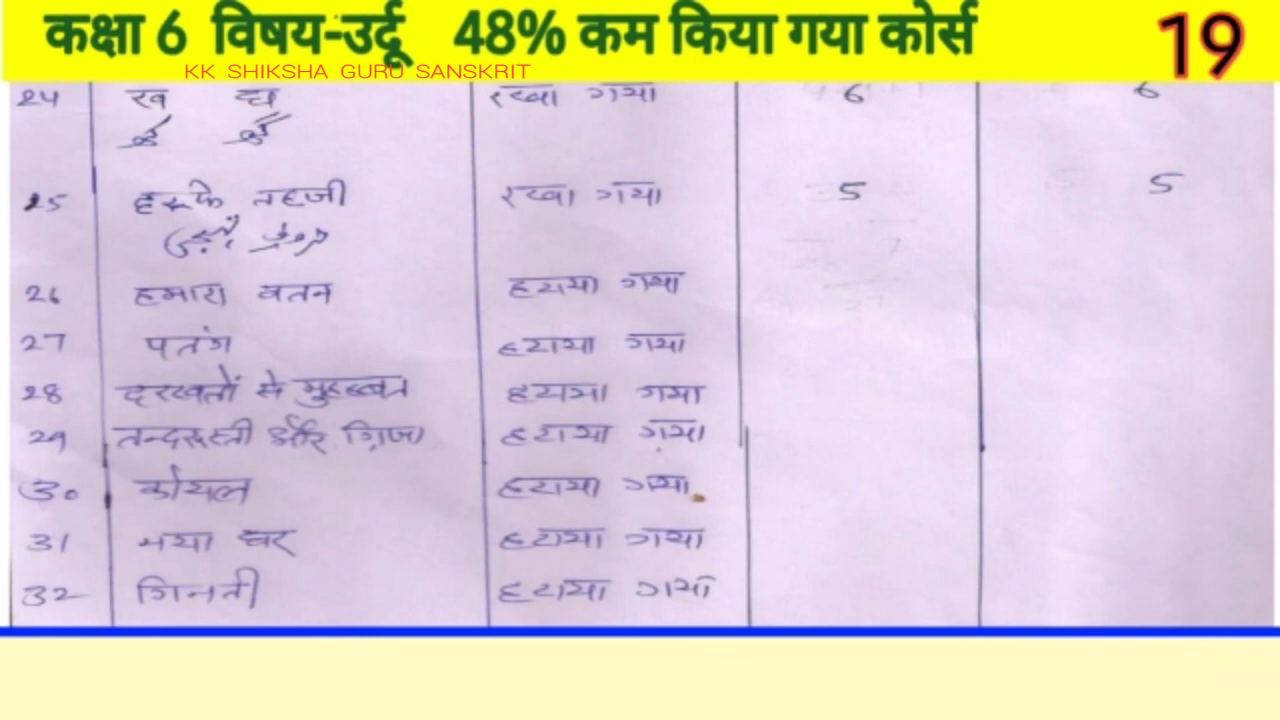 कक्षा 6 विषय-उर्दू 48% कम किया गया कोर्स 19
KK SHIKSHA GURU SANSKRIT
24 ख घ रखा गया 6 6
کھ گھ
25 हरूफे तहजी रखा गया 5 5
26 हमारा वतन हटाया गया
27 पतंग हटाया गया
28 दरख्तों से मुहब्बत हटाया गया
29 तन्दरूस्ती और ग़िज़ा हटाया गया
30 कोयल हटाया गया
31 नया घर हटाया गया
32 गिनती हटाया गया